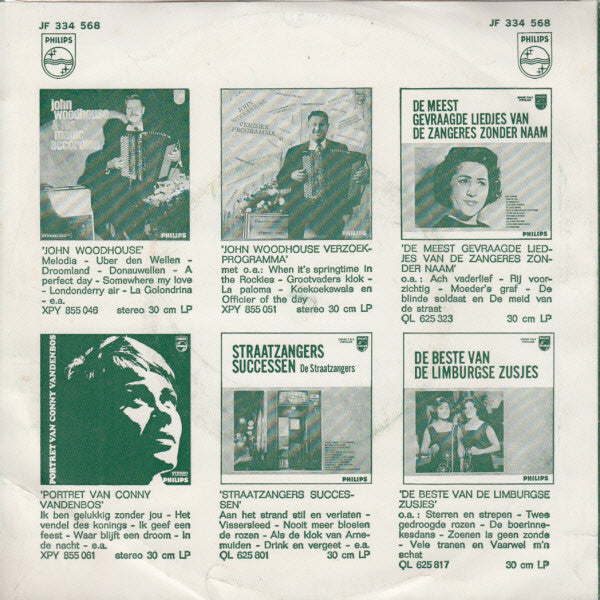 JF 334 568
JF 334 568
PHILIPS
PHILIPS
john
woodhouse
magic
accordion
JOHN
WOODHOUSE
VERZOEK
PROGRAMMA
DE MEEST
GEVRAAGDE LIEDJES VAN
DE ZANGERES ZONDER NAAM
PHILIPS
'JOHN WOODHOUSE'
Melodia - Uber den Wellen -
Droomland - Donauwellen - A
perfect day - Somewhere my love
- Londonderry air - La Golondrina
- e.a.
XPY 855 046 stereo 30 cm LP
'JOHN WOODHOUSE VERZOEK-
PROGRAMMA'
met o.a.: When it's springtime in
the Rockies - Grootvaders klok -
La paloma - Koekoekswals en
Officier of the day
XPY 855 051 stereo 30 cm LP
'DE MEEST GEVRAAGDE LIED-
JES VAN DE ZANGERES ZON-
DER NAAM'
o.a.: Ach vaderlief - Rij voor-
zichtig - Moeder's graf - De
blinde soldaat en De meid van
de straat
QL 625 323 30 cm LP
PORTRET VAN CONNY VANDENBOS
STEREO
PHILIPS
STRAATZANGERS
SUCCESSEN De Straatzangers
PHILIPS
DE BESTE VAN
DE LIMBURGSE ZUSJES
PHILIPS
'PORTRET VAN CONNY
VANDENBOS'
Ik ben gelukkig zonder jou - Het
vendel des konings - Ik geef een
feest - Waar blijft een droom - In
de nacht - e.a.
XPY 855 061 stereo 30 cm LP
'STRAATZANGERS SUCCES-
SEN'
Aan het strand stil en verlaten -
Vissersleed - Nooit meer bloeien
de rozen - Als de klok van Arne-
muiden - Drink en vergeet - e.a.
QL 625 801 30 cm LP
'DE BESTE VAN DE LIMBURGSE
ZUSJES'
o.a.: Sterren en strepen - Twee
gedroogde rozen - De boerinne-
kesdans - Zoenen is geen zonde
- Vele tranen en Vaarwel m'n
schat
QL 625 817 30 cm LP